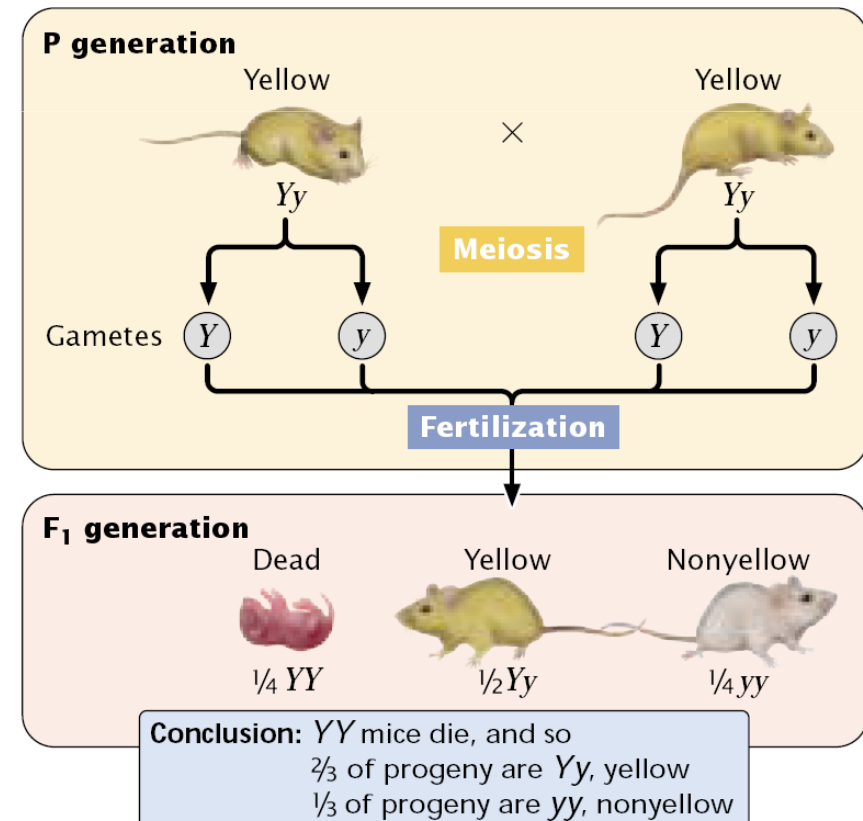 P generation
Yellow Yellow
×
Yy Yy
Meiosis
Gametes Y y Y y
Fertilization
F₁ generation
Dead Yellow Nonyellow
¼ YY ½Yy ¼ yy
Conclusion: YY mice die, and so
⅔ of progeny are Yy, yellow
⅓ of progeny are yy, nonyellow